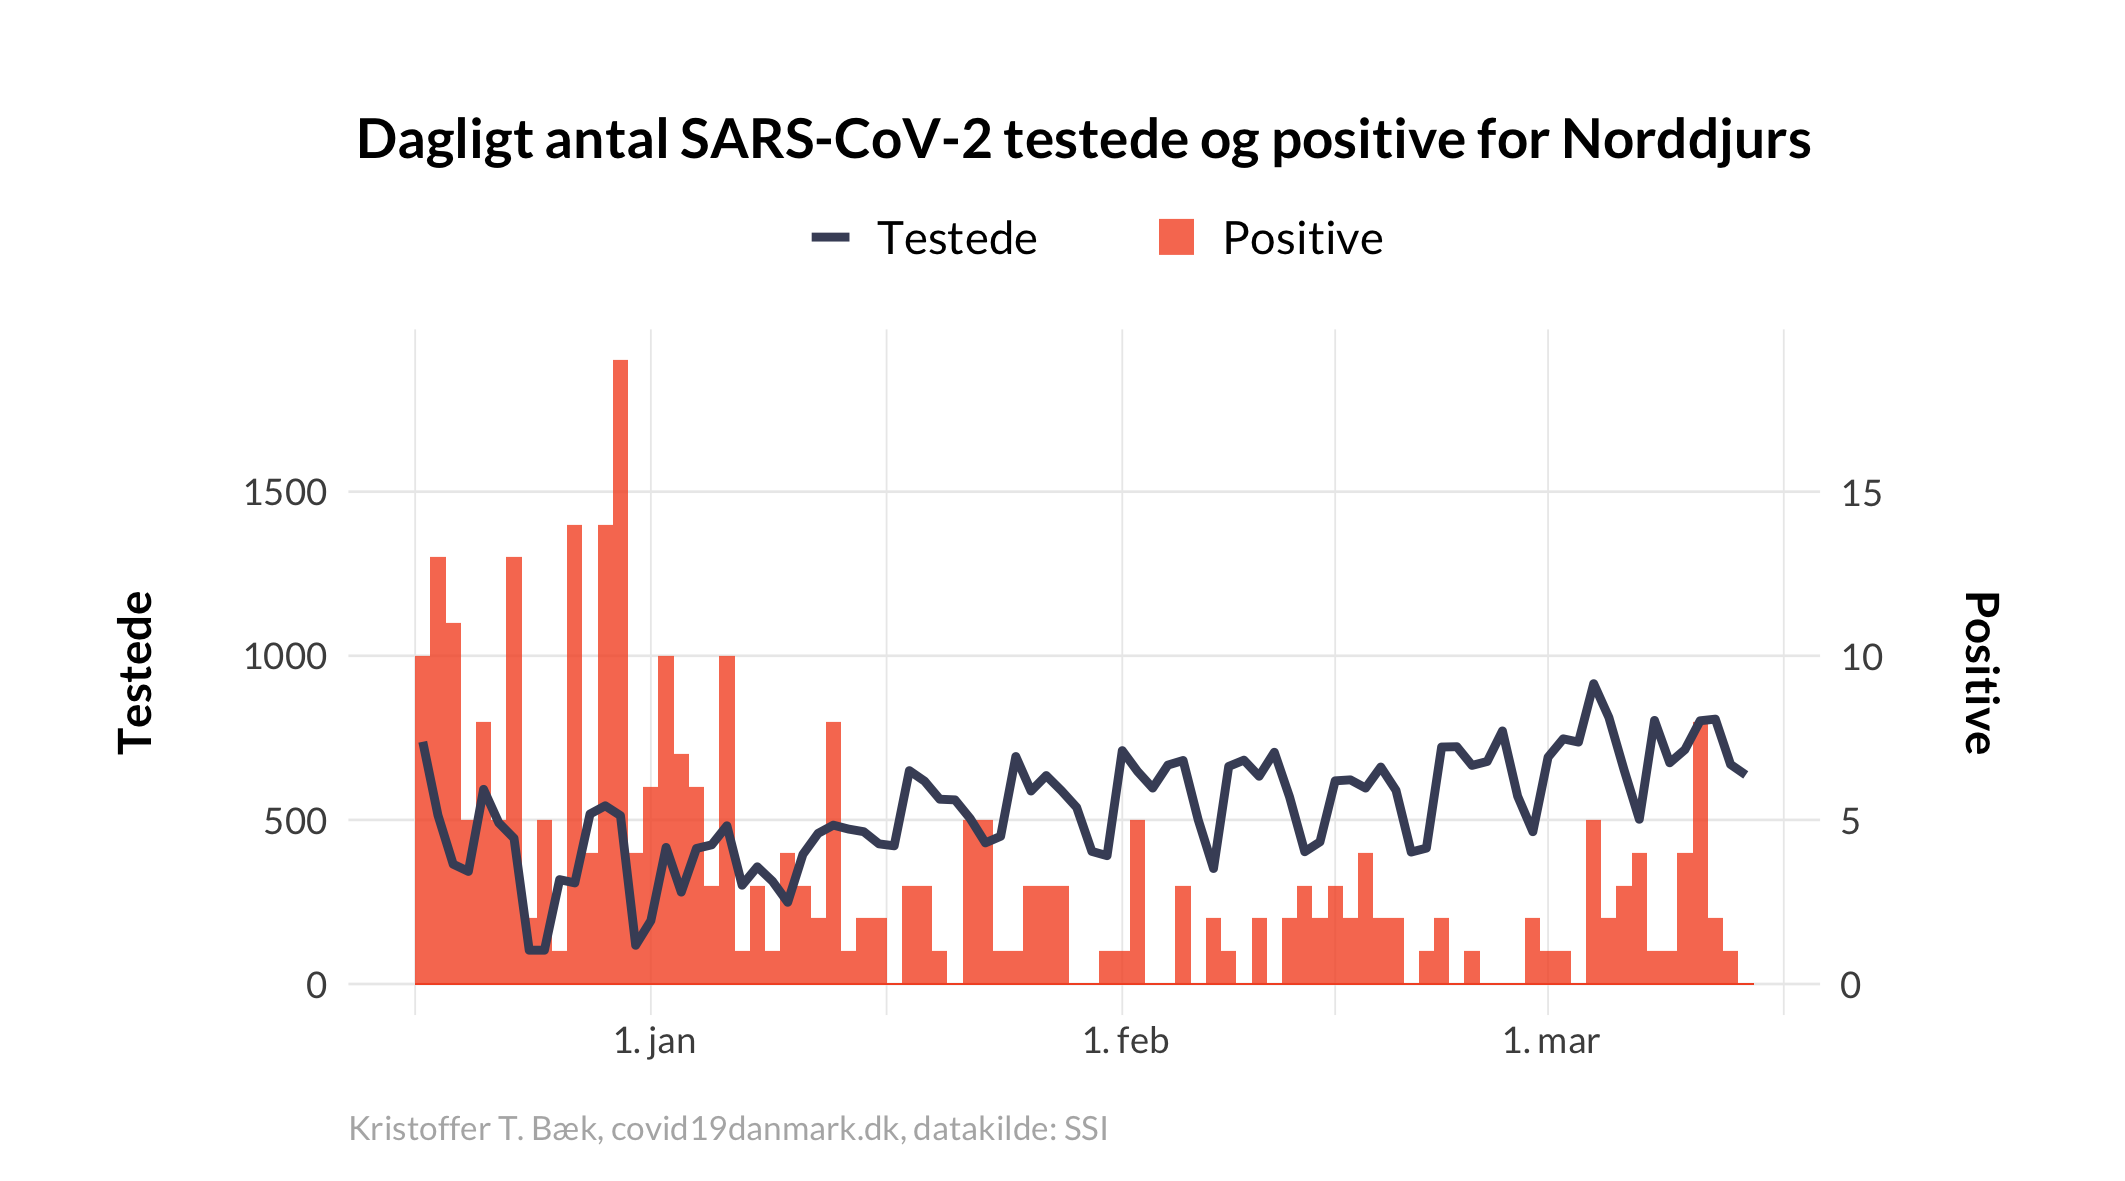 Dagligt antal SARS-CoV-2 testede og positive for Norddjurs
Testede
Positive
Testede
1500
1000
500
0
15
10
5
0
Positive
1. jan
1. feb
1. mar
Kristoffer T. Bæk, covid19danmark.dk, datakilde: SSI